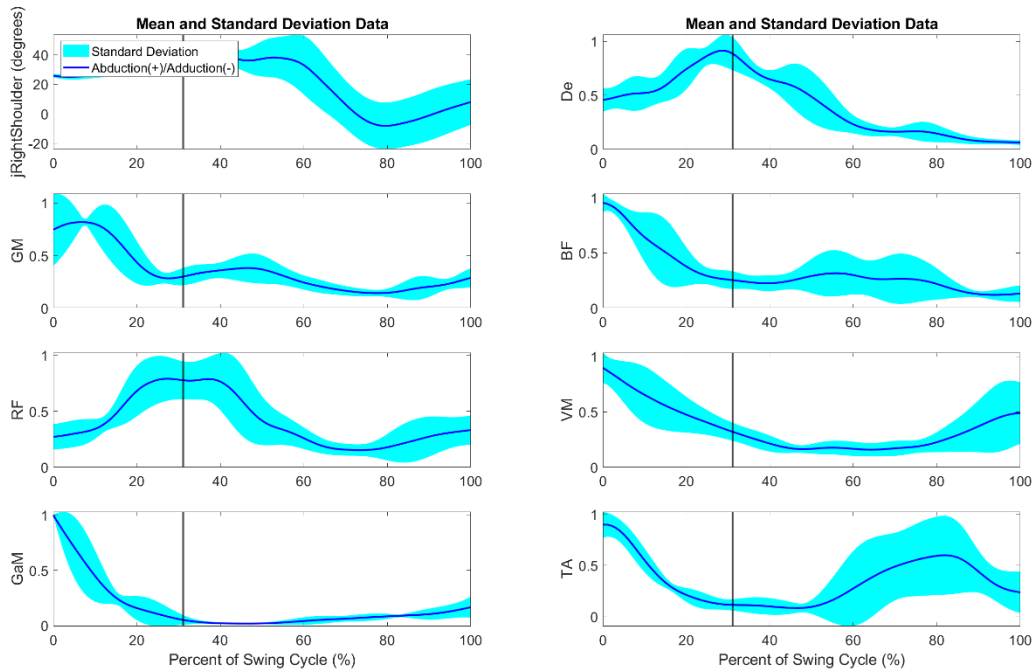 Mean and Standard Deviation Data
jRightShoulder (degrees)
40
20
0
-20
Standard Deviation
Abduction(+)/Adduction(-)
0 20 40 60 80 100
Mean and Standard Deviation Data
De
1
0.5
0
0 20 40 60 80 100
GM
1
0.5
0
0 20 40 60 80 100
BF
1
0.5
0
0 20 40 60 80 100
RF
1
0.5
0
0 20 40 60 80 100
VM
1
0.5
0
0 20 40 60 80 100
GaM
1
0.5
0
0 20 40 60 80 100
Percent of Swing Cycle (%)
TA
1
0.5
0
0 20 40 60 80 100
Percent of Swing Cycle (%)